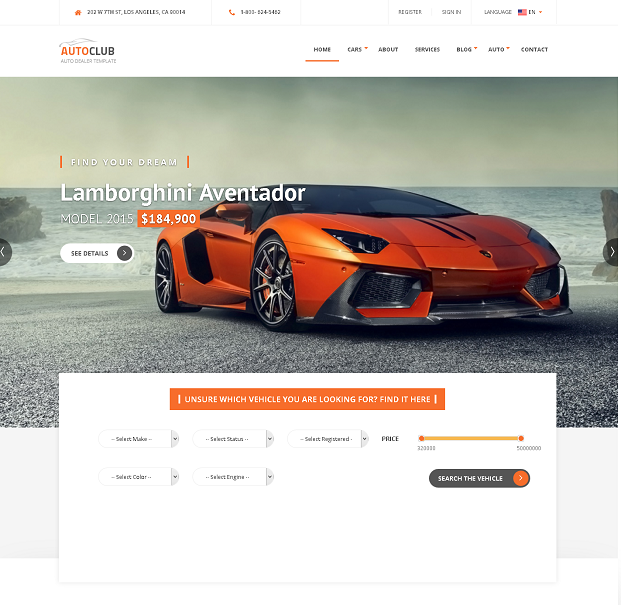 202 W 7TH ST, LOS ANGELES, CA 90014
1-800- 624-5462
REGISTER
SIGN IN
LANGUAGE
EN
AUTOCLUB
AUTO DEALER TEMPLATE
HOME
CARS
ABOUT
SERVICES
BLOG
AUTO
CONTACT
FIND YOUR DREAM
Lamborghini Aventador
MODEL 2015 $184,900
SEE DETAILS
UNSURE WHICH VEHICLE YOU ARE LOOKING FOR? FIND IT HERE
-- Select Make --
-- Select Status --
-- Select Registered -
PRICE
50000000
-- Select Color --
-- Select Engine --
SEARCH THE VEHICLE